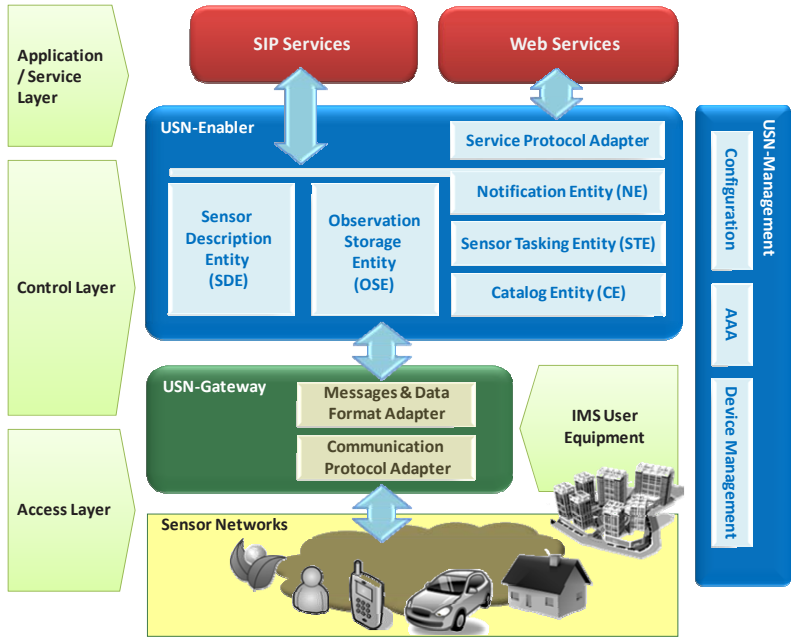 Application
/ Service
Layer
SIP Services
Web Services
USN-Enabler
Service Protocol Adapter
Notification Entity (NE)
Sensor
Description
Entity
(SDE)
Observation
Storage
Entity
(OSE)
Sensor Tasking Entity (STE)
Catalog Entity (CE)
USN-Management
Configuration
AAA
Device Management
Control Layer
USN-Gateway
Messages & Data
Format Adapter
Communication
Protocol Adapter
IMS User
Equipment
Access Layer
Sensor Networks